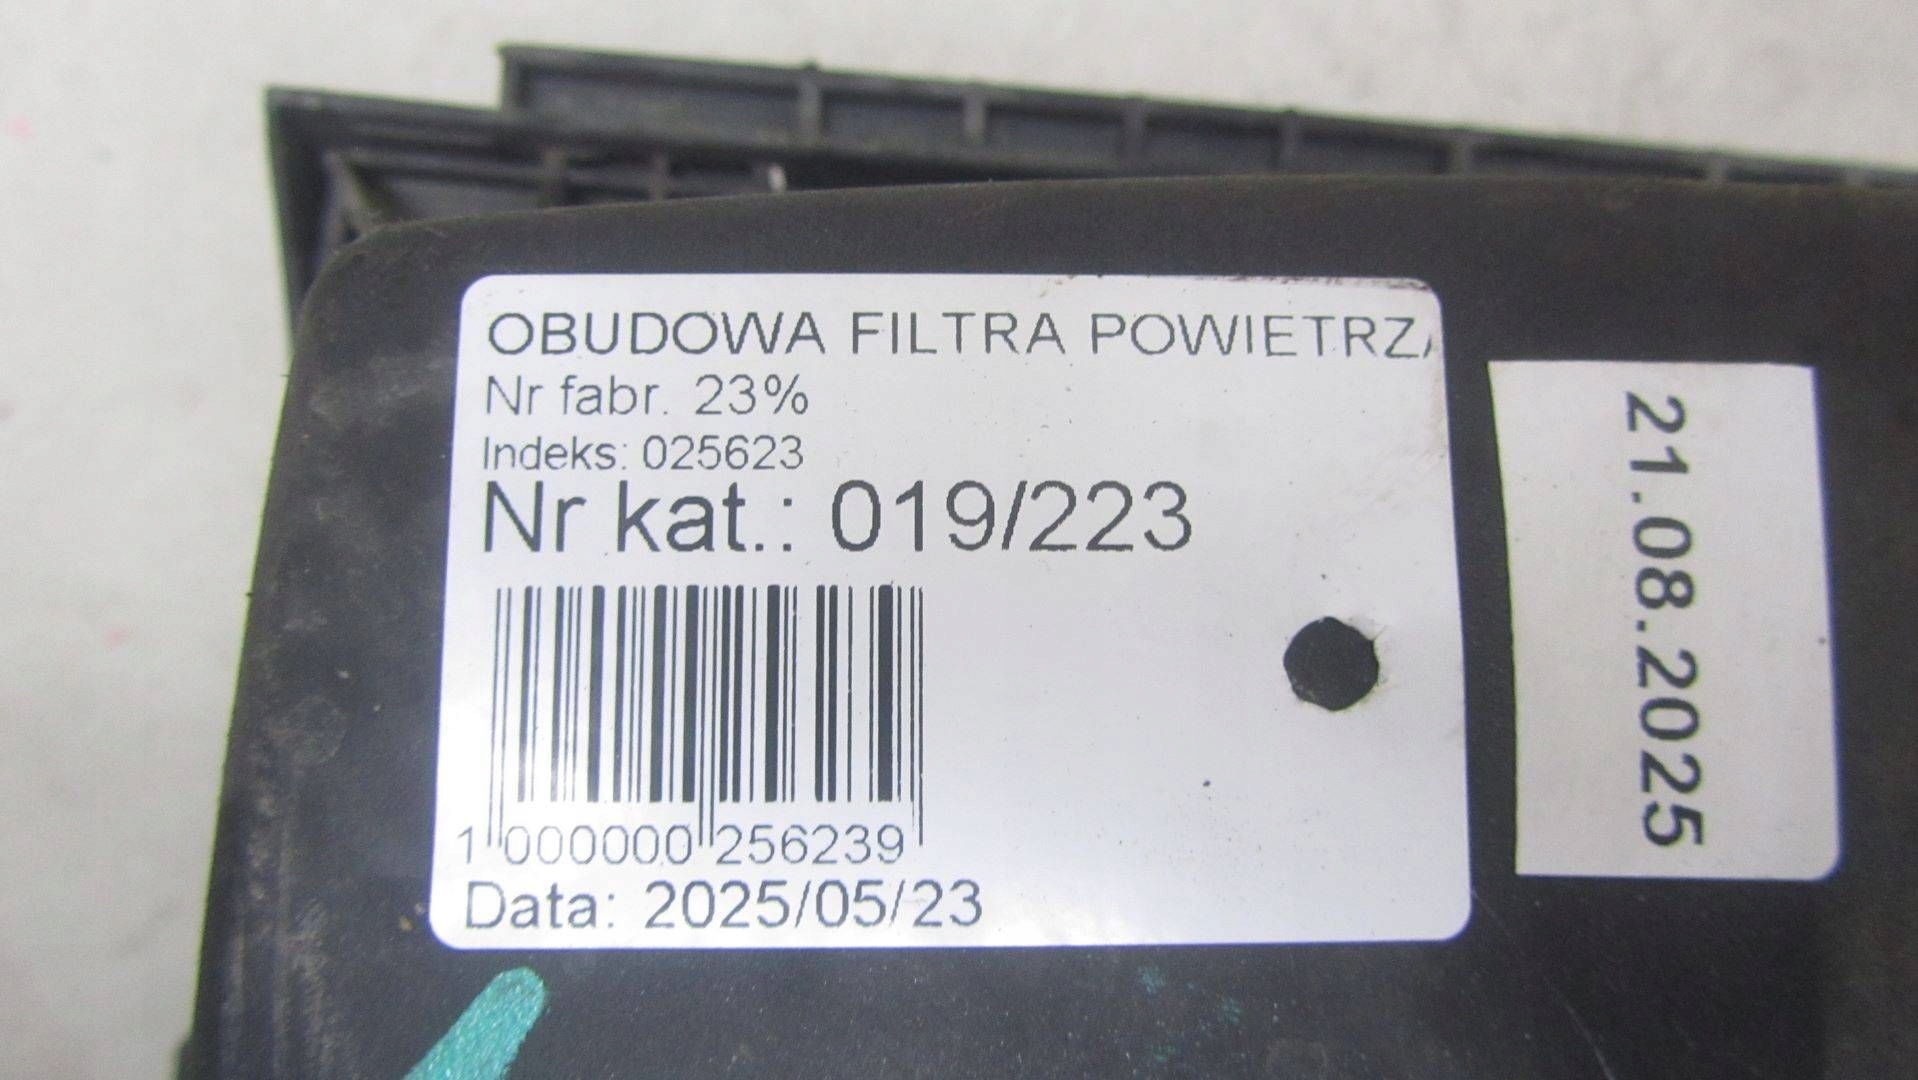 OBUDOWA FILTRA POWIETRZA
Nr fabr. 23%
Indeks: 025623
Nr kat.: 019/223
1 000000 256239
Data: 2025/05/23
21.08.2025